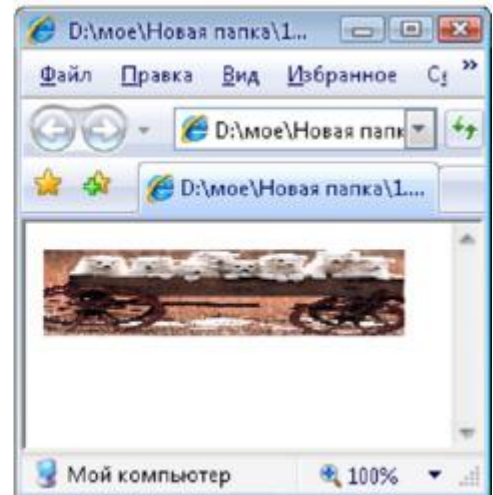 D:\мое\Новая папка\1...
Файл Правка Вид Избранное »
D:\мое\Новая папк
D:\мое\Новая папка\1....
Мой компьютер 100%